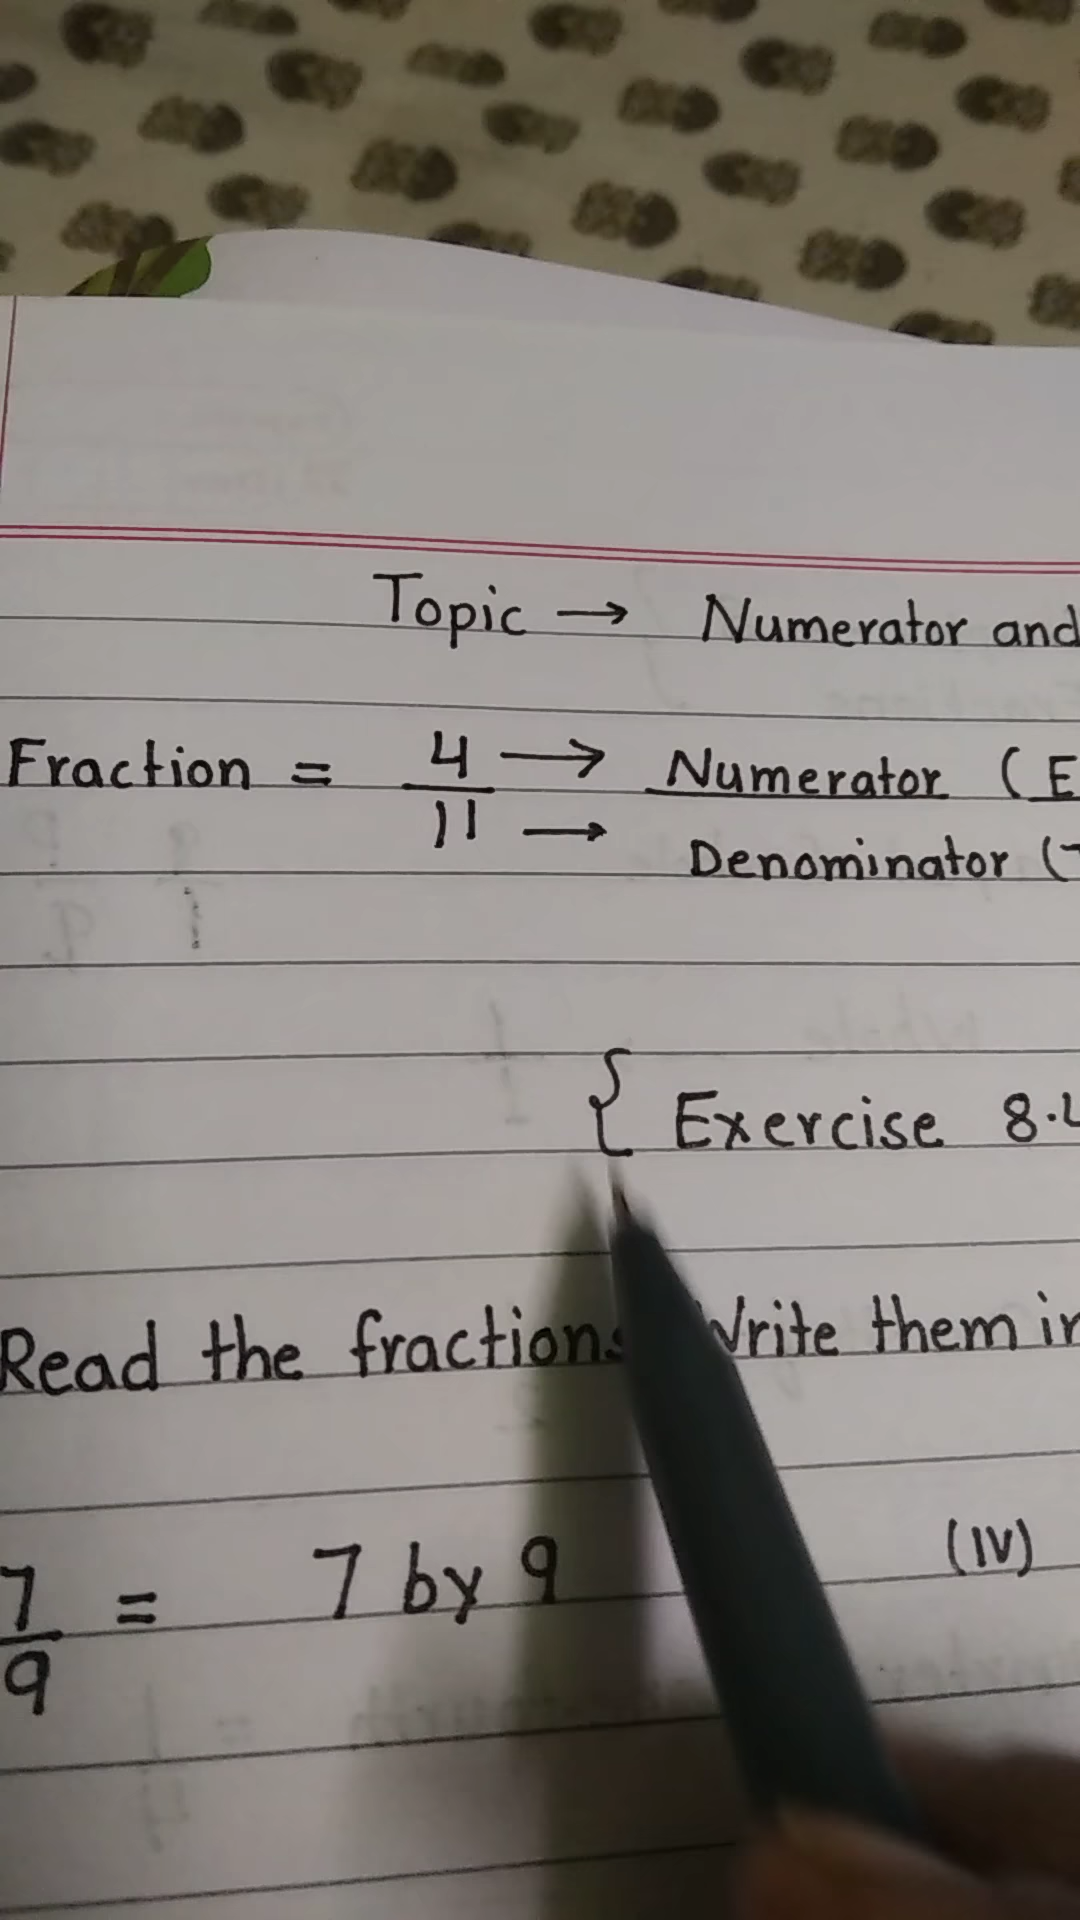 Topic → Numerator and
Fraction = 4/11 → Numerator (E
→ Denominator (
{ Exercise 8.
Read the fractions Write them in
7/9 = 7 by 9
(IV)